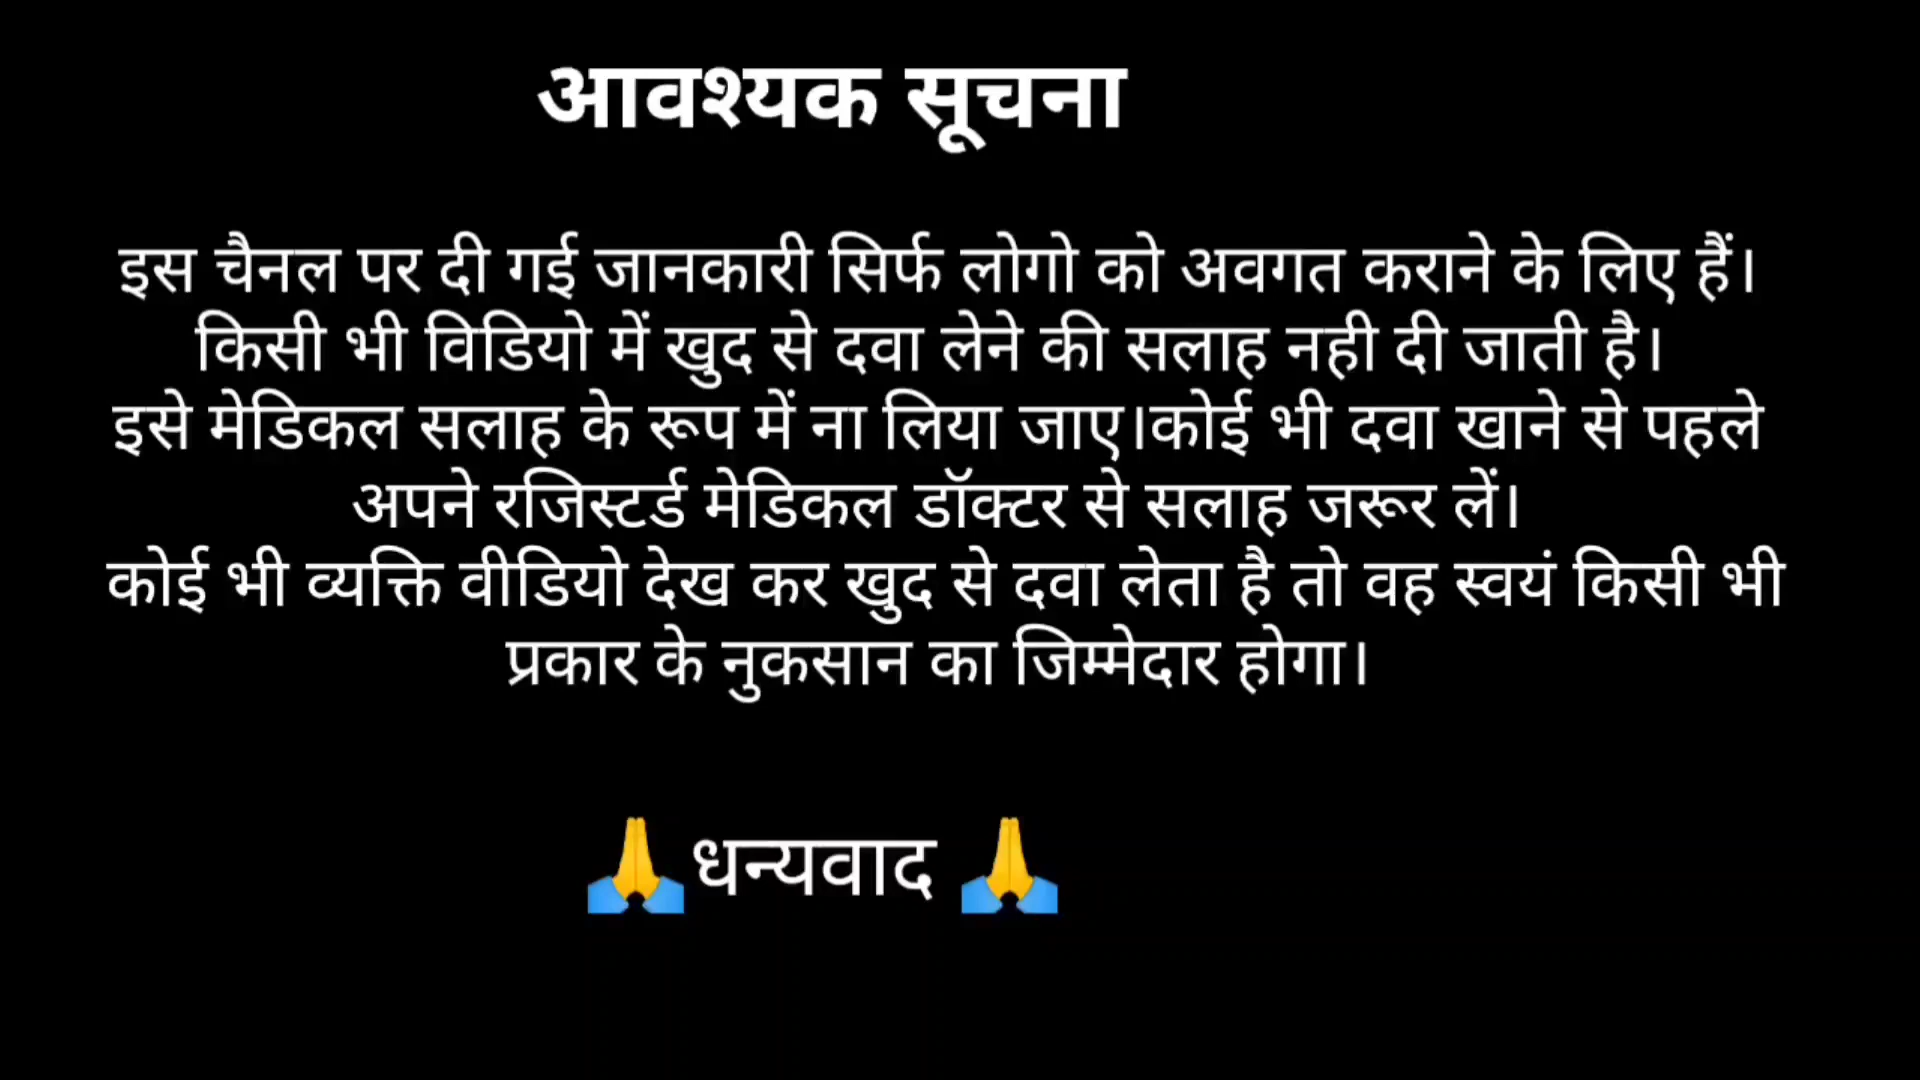 आवश्यक सूचना
इस चैनल पर दी गई जानकारी सिर्फ लोगो को अवगत कराने के लिए हैं।
किसी भी विडियो में खुद से दवा लेने की सलाह नही दी जाती है।
इसे मेडिकल सलाह के रूप में ना लिया जाए।कोई भी दवा खाने से पहले
अपने रजिस्टर्ड मेडिकल डॉक्टर से सलाह जरूर लें।
कोई भी व्यक्ति वीडियो देख कर खुद से दवा लेता है तो वह स्वयं किसी भी
प्रकार के नुकसान का जिम्मेदार होगा।
🙏धन्यवाद 🙏